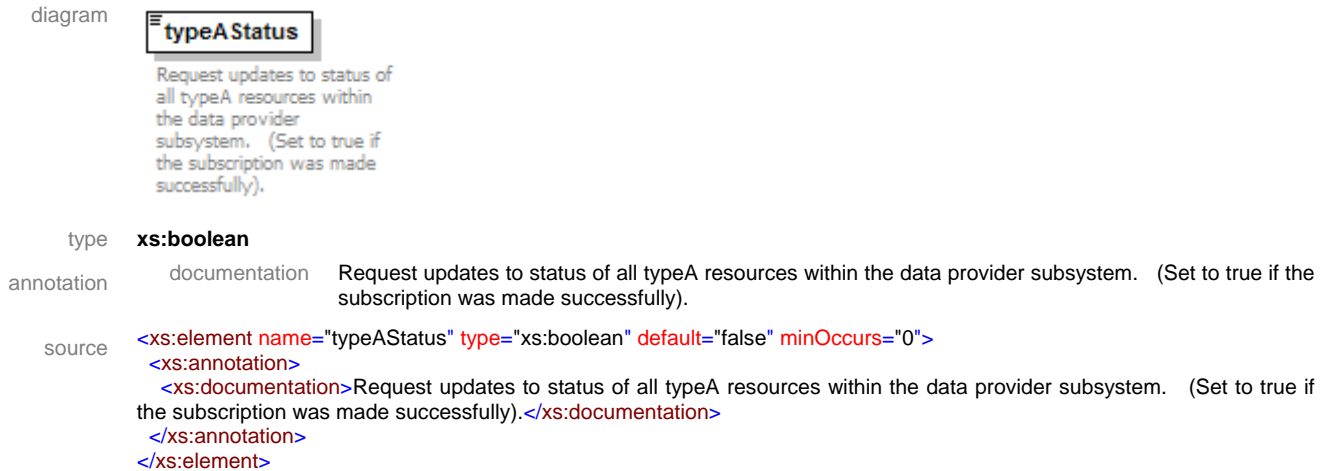 diagram
typeAStatus
Request updates to status of
all typeA resources within
the data provider
subsystem.   (Set to true if
the subscription was made
successfully).
type xs:boolean
annotation documentation Request updates to status of all typeA resources within the data provider subsystem.   (Set to true if the
subscription was made successfully).
source <xs:element name="typeAStatus" type="xs:boolean" default="false" minOccurs="0">
<xs:annotation>
<xs:documentation>Request updates to status of all typeA resources within the data provider subsystem.   (Set to true if
the subscription was made successfully).</xs:documentation>
</xs:annotation>
</xs:element>